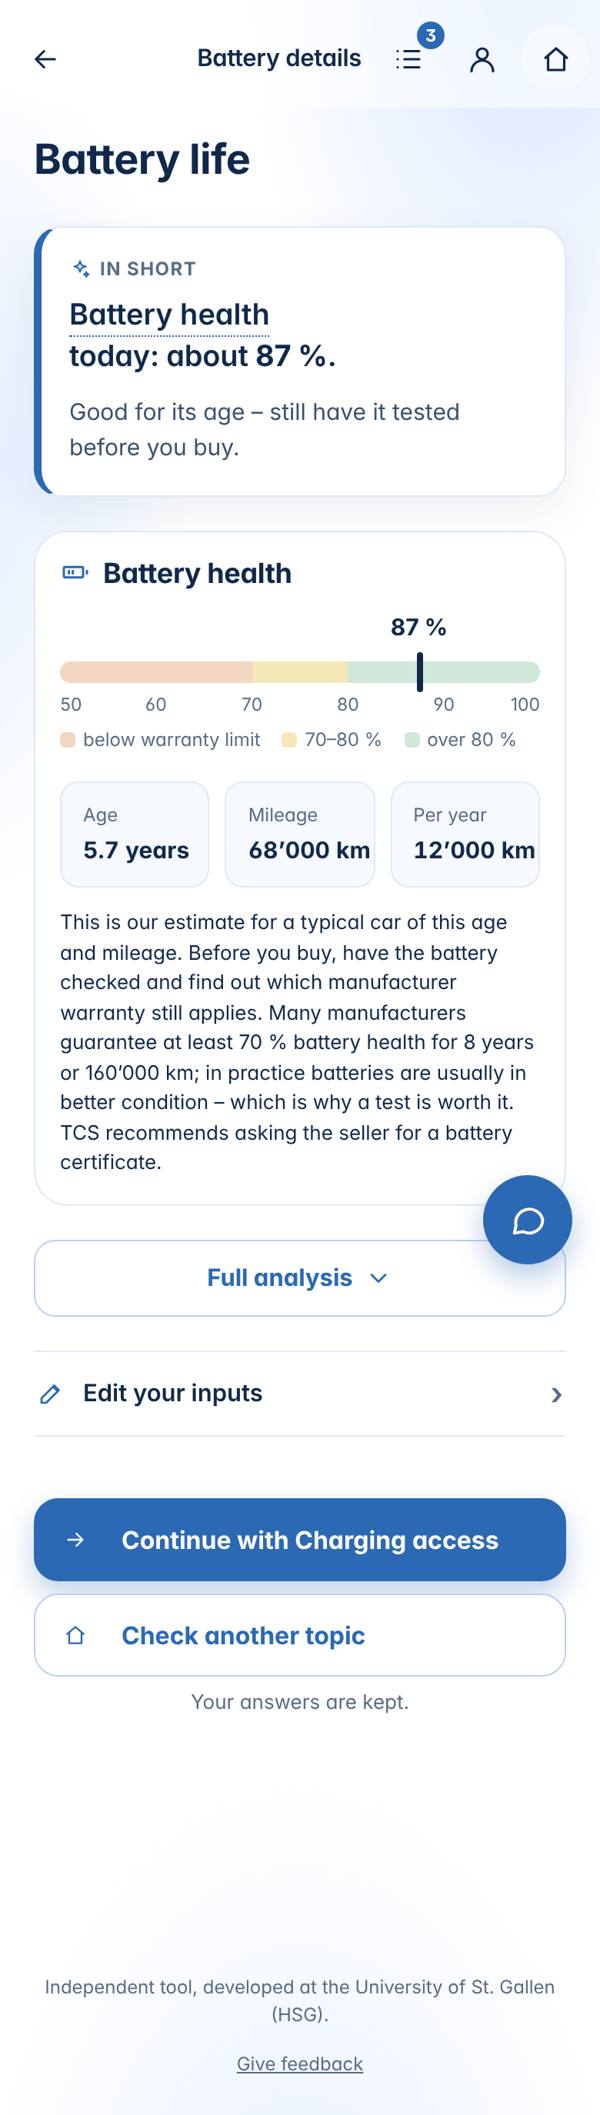 Battery details
3
Battery life
IN SHORT
Battery health
today: about 87 %.
Good for its age – still have it tested
before you buy.
Battery health
87 %
50 60 70 80 90 100
below warranty limit 70–80 % over 80 %
Age Mileage Per year
5.7 years 68’000 km 12’000 km
This is our estimate for a typical car of this age
and mileage. Before you buy, have the battery
checked and find out which manufacturer
warranty still applies. Many manufacturers
guarantee at least 70 % battery health for 8 years
or 160’000 km; in practice batteries are usually in
better condition – which is why a test is worth it.
TCS recommends asking the seller for a battery
certificate.
Full analysis
Edit your inputs
Continue with Charging access
Check another topic
Your answers are kept.
Independent tool, developed at the University of St. Gallen
(HSG).
Give feedback